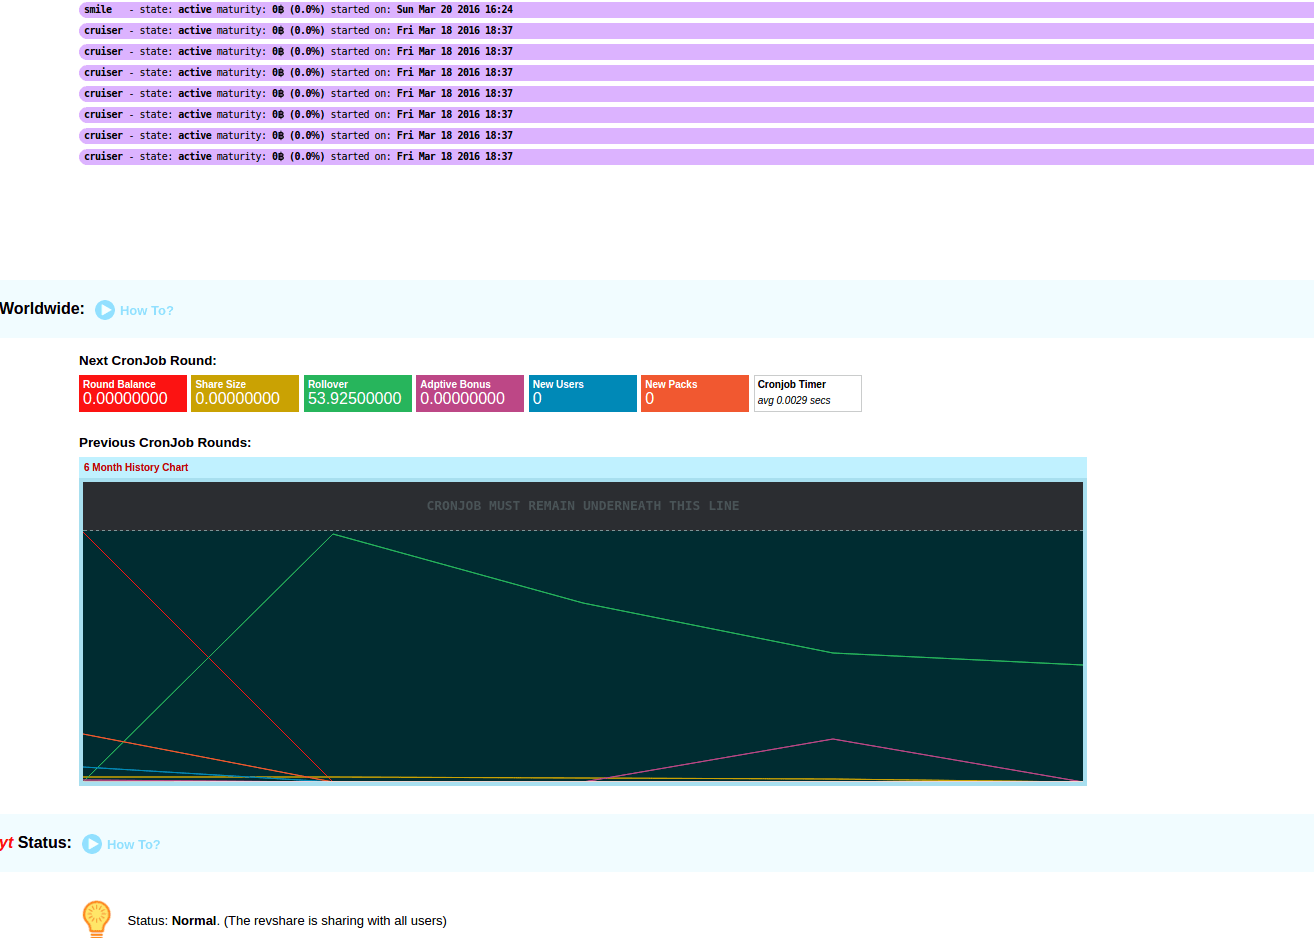 smile - state: active maturity: 0฿ (0.0%) started on: Sun Mar 20 2016 16:24
cruiser - state: active maturity: 0฿ (0.0%) started on: Fri Mar 18 2016 18:37
cruiser - state: active maturity: 0฿ (0.0%) started on: Fri Mar 18 2016 18:37
cruiser - state: active maturity: 0฿ (0.0%) started on: Fri Mar 18 2016 18:37
cruiser - state: active maturity: 0฿ (0.0%) started on: Fri Mar 18 2016 18:37
cruiser - state: active maturity: 0฿ (0.0%) started on: Fri Mar 18 2016 18:37
cruiser - state: active maturity: 0฿ (0.0%) started on: Fri Mar 18 2016 18:37
cruiser - state: active maturity: 0฿ (0.0%) started on: Fri Mar 18 2016 18:37
Worldwide: How To?
Next CronJob Round:
Round Balance Share Size Rollover Adptive Bonus New Users New Packs Cronjob Timer
0.00000000 0.00000000 53.92500000 0.00000000 0 0 avg 0.0029 secs
Previous CronJob Rounds:
6 Month History Chart
CRONJOB MUST REMAIN UNDERNEATH THIS LINE
yt Status: How To?
Status: Normal. (The revshare is sharing with all users)